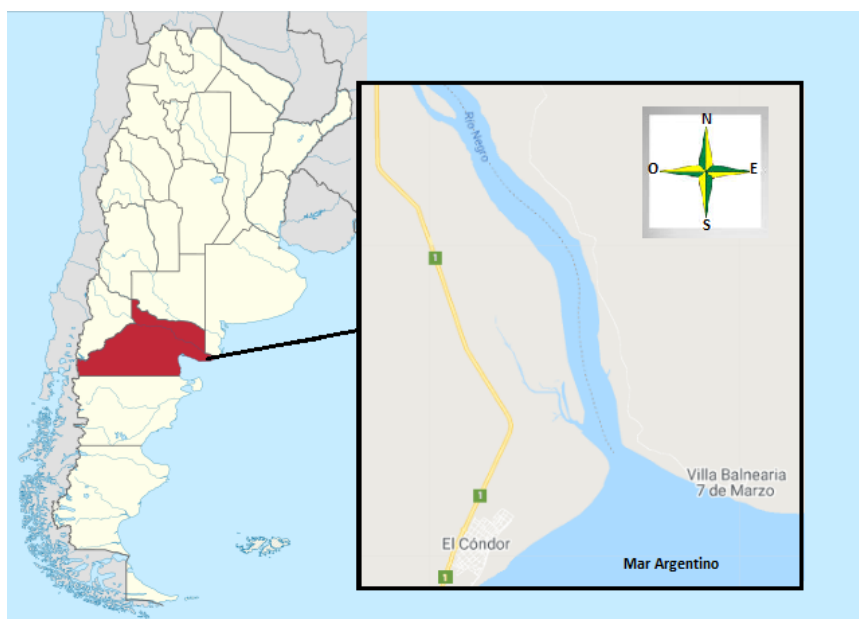 Río Negro
N
O
E
S
1
1
1
Villa Balnearia
7 de Marzo
El Cóndor
Mar Argentino